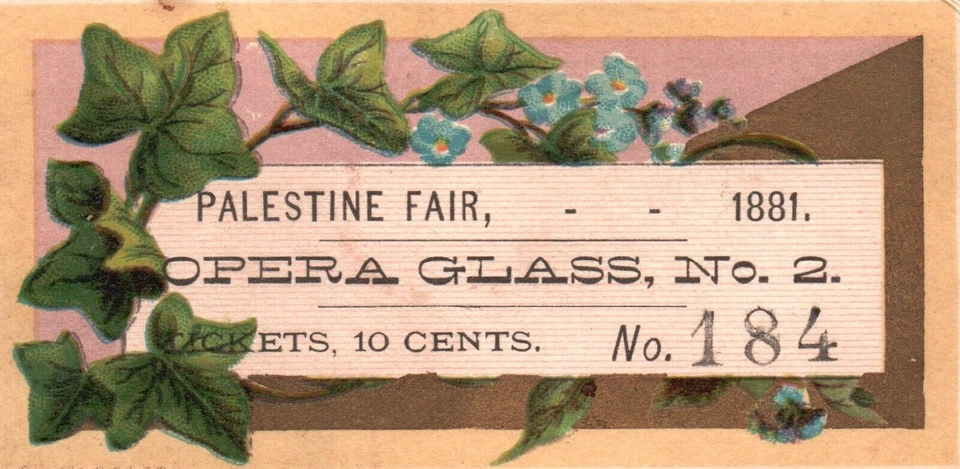 PALESTINE FAIR, - - 1881.
OPERA GLASS, No. 2.
TICKETS, 10 CENTS. No. 184